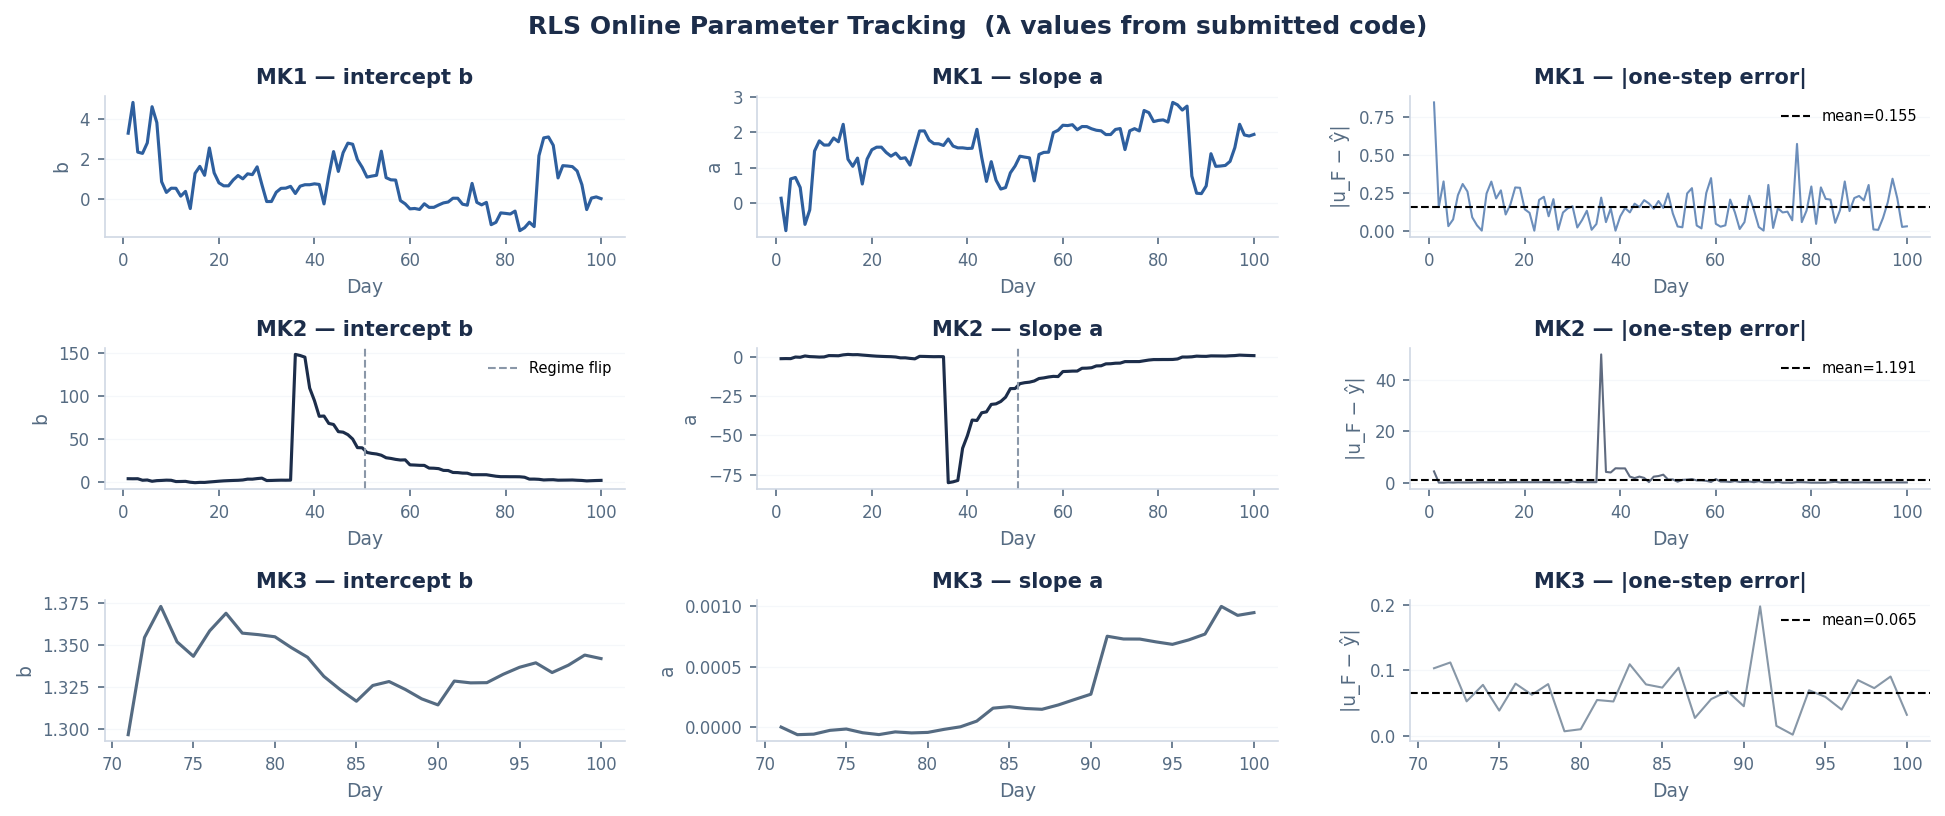 RLS Online Parameter Tracking  (λ values from submitted code)
MK1 — intercept b
b
4
2
0
0 20 40 60 80 100
Day
MK1 — slope a
a
3
2
1
0
0 20 40 60 80 100
Day
MK1 — |one-step error|
|u_F − ŷ|
0.75
0.50
0.25
0.00
mean=0.155
0 20 40 60 80 100
Day
MK2 — intercept b
b
150
100
50
0
Regime flip
0 20 40 60 80 100
Day
MK2 — slope a
a
0
−25
−50
−75
0 20 40 60 80 100
Day
MK2 — |one-step error|
|u_F − ŷ|
40
20
0
mean=1.191
0 20 40 60 80 100
Day
MK3 — intercept b
b
1.375
1.350
1.325
1.300
70 75 80 85 90 95 100
Day
MK3 — slope a
a
0.0010
0.0005
0.0000
70 75 80 85 90 95 100
Day
MK3 — |one-step error|
|u_F − ŷ|
0.2
0.1
0.0
mean=0.065
70 75 80 85 90 95 100
Day